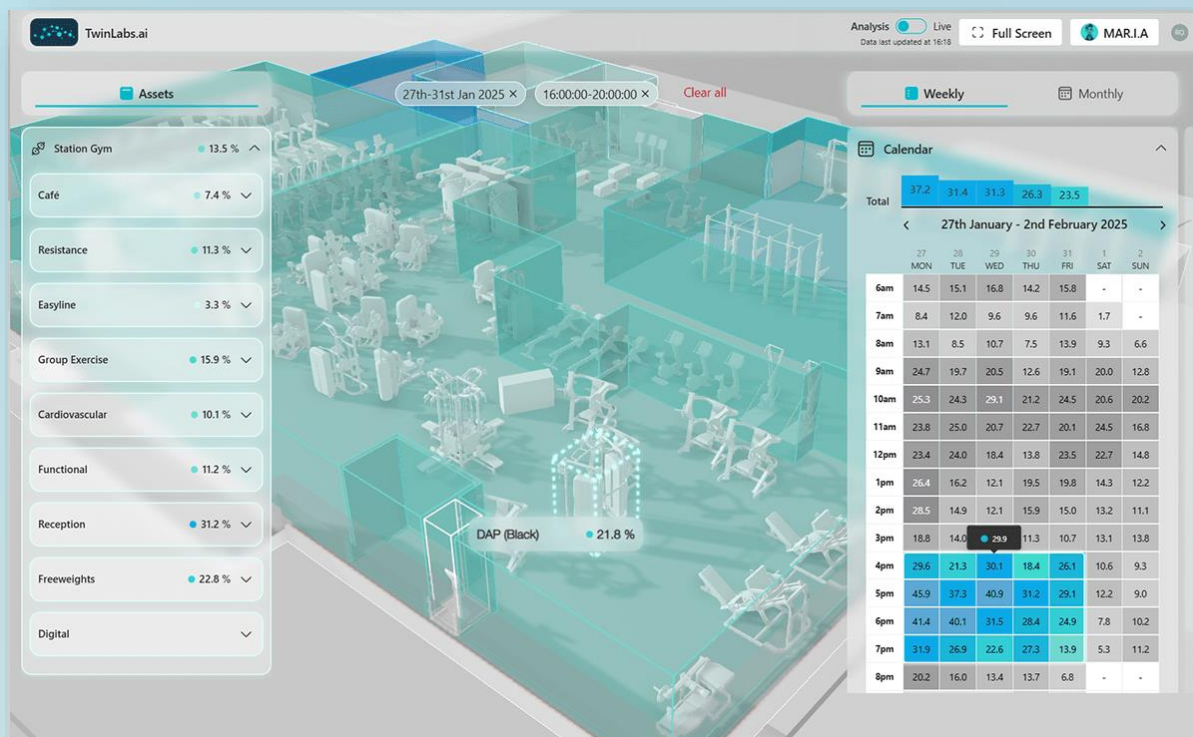 TwinLabs.ai
Analysis Live
Data last updated at 16:18
Full Screen
MAR.I.A
RO
Assets
27th-31st Jan 2025 ×
16:00:00-20:00:00 ×
Clear all
Station Gym 13.5 %
Café 7.4 %
Resistance 11.3 %
Easyline 3.3 %
Group Exercise 15.9 %
Cardiovascular 10.1 %
Functional 11.2 %
Reception 31.2 %
Freeweights 22.8 %
Digital
DAP (Black) 21.8 %
Weekly Monthly
Calendar
Total 37.2 31.4 31.3 26.3 23.5
27th January - 2nd February 2025
27 28 29 30 31 1 2
MON TUE WED THU FRI SAT SUN
6am 14.5 15.1 16.8 14.2 15.8 - -
7am 8.4 12.0 9.6 9.6 11.6 1.7 -
8am 13.1 8.5 10.7 7.5 13.9 9.3 6.6
9am 24.7 19.7 20.5 12.6 19.1 20.0 12.8
10am 25.3 24.3 29.1 21.2 24.5 20.6 20.2
11am 23.8 25.0 20.7 22.7 20.1 24.5 16.8
12pm 23.4 24.0 18.4 13.8 23.5 22.7 14.8
1pm 26.4 16.2 12.1 19.5 19.8 14.3 12.2
2pm 28.5 14.9 12.1 15.9 15.0 13.2 11.1
3pm 18.8 14.0 29.9 11.3 10.7 13.1 13.8
4pm 29.6 21.3 30.1 18.4 26.1 10.6 9.3
5pm 45.9 37.3 40.9 31.2 29.1 12.2 9.0
6pm 41.4 40.1 31.5 28.4 24.9 7.8 10.2
7pm 31.9 26.9 22.6 27.3 13.9 5.3 11.2
8pm 20.2 16.0 13.4 13.7 6.8 - -